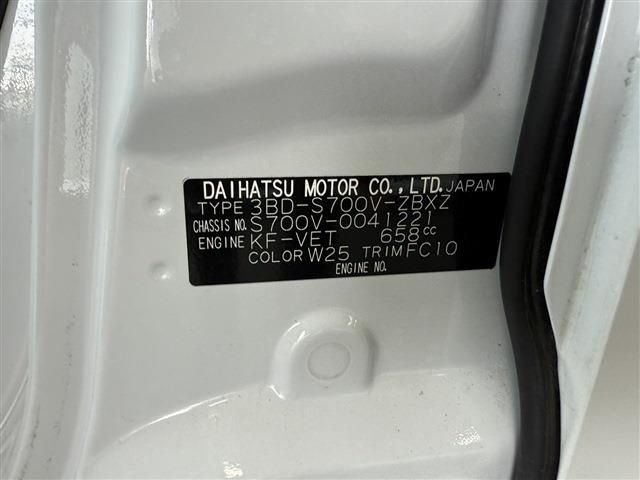 DAIHATSU MOTOR CO.,LTD. JAPAN
TYPE 3BD-S700V-ZBXZ
CHASSIS NO. S700V-0041221
ENGINE KF-VET 658cc
COLOR W25 TRIM FC10
ENGINE NO.